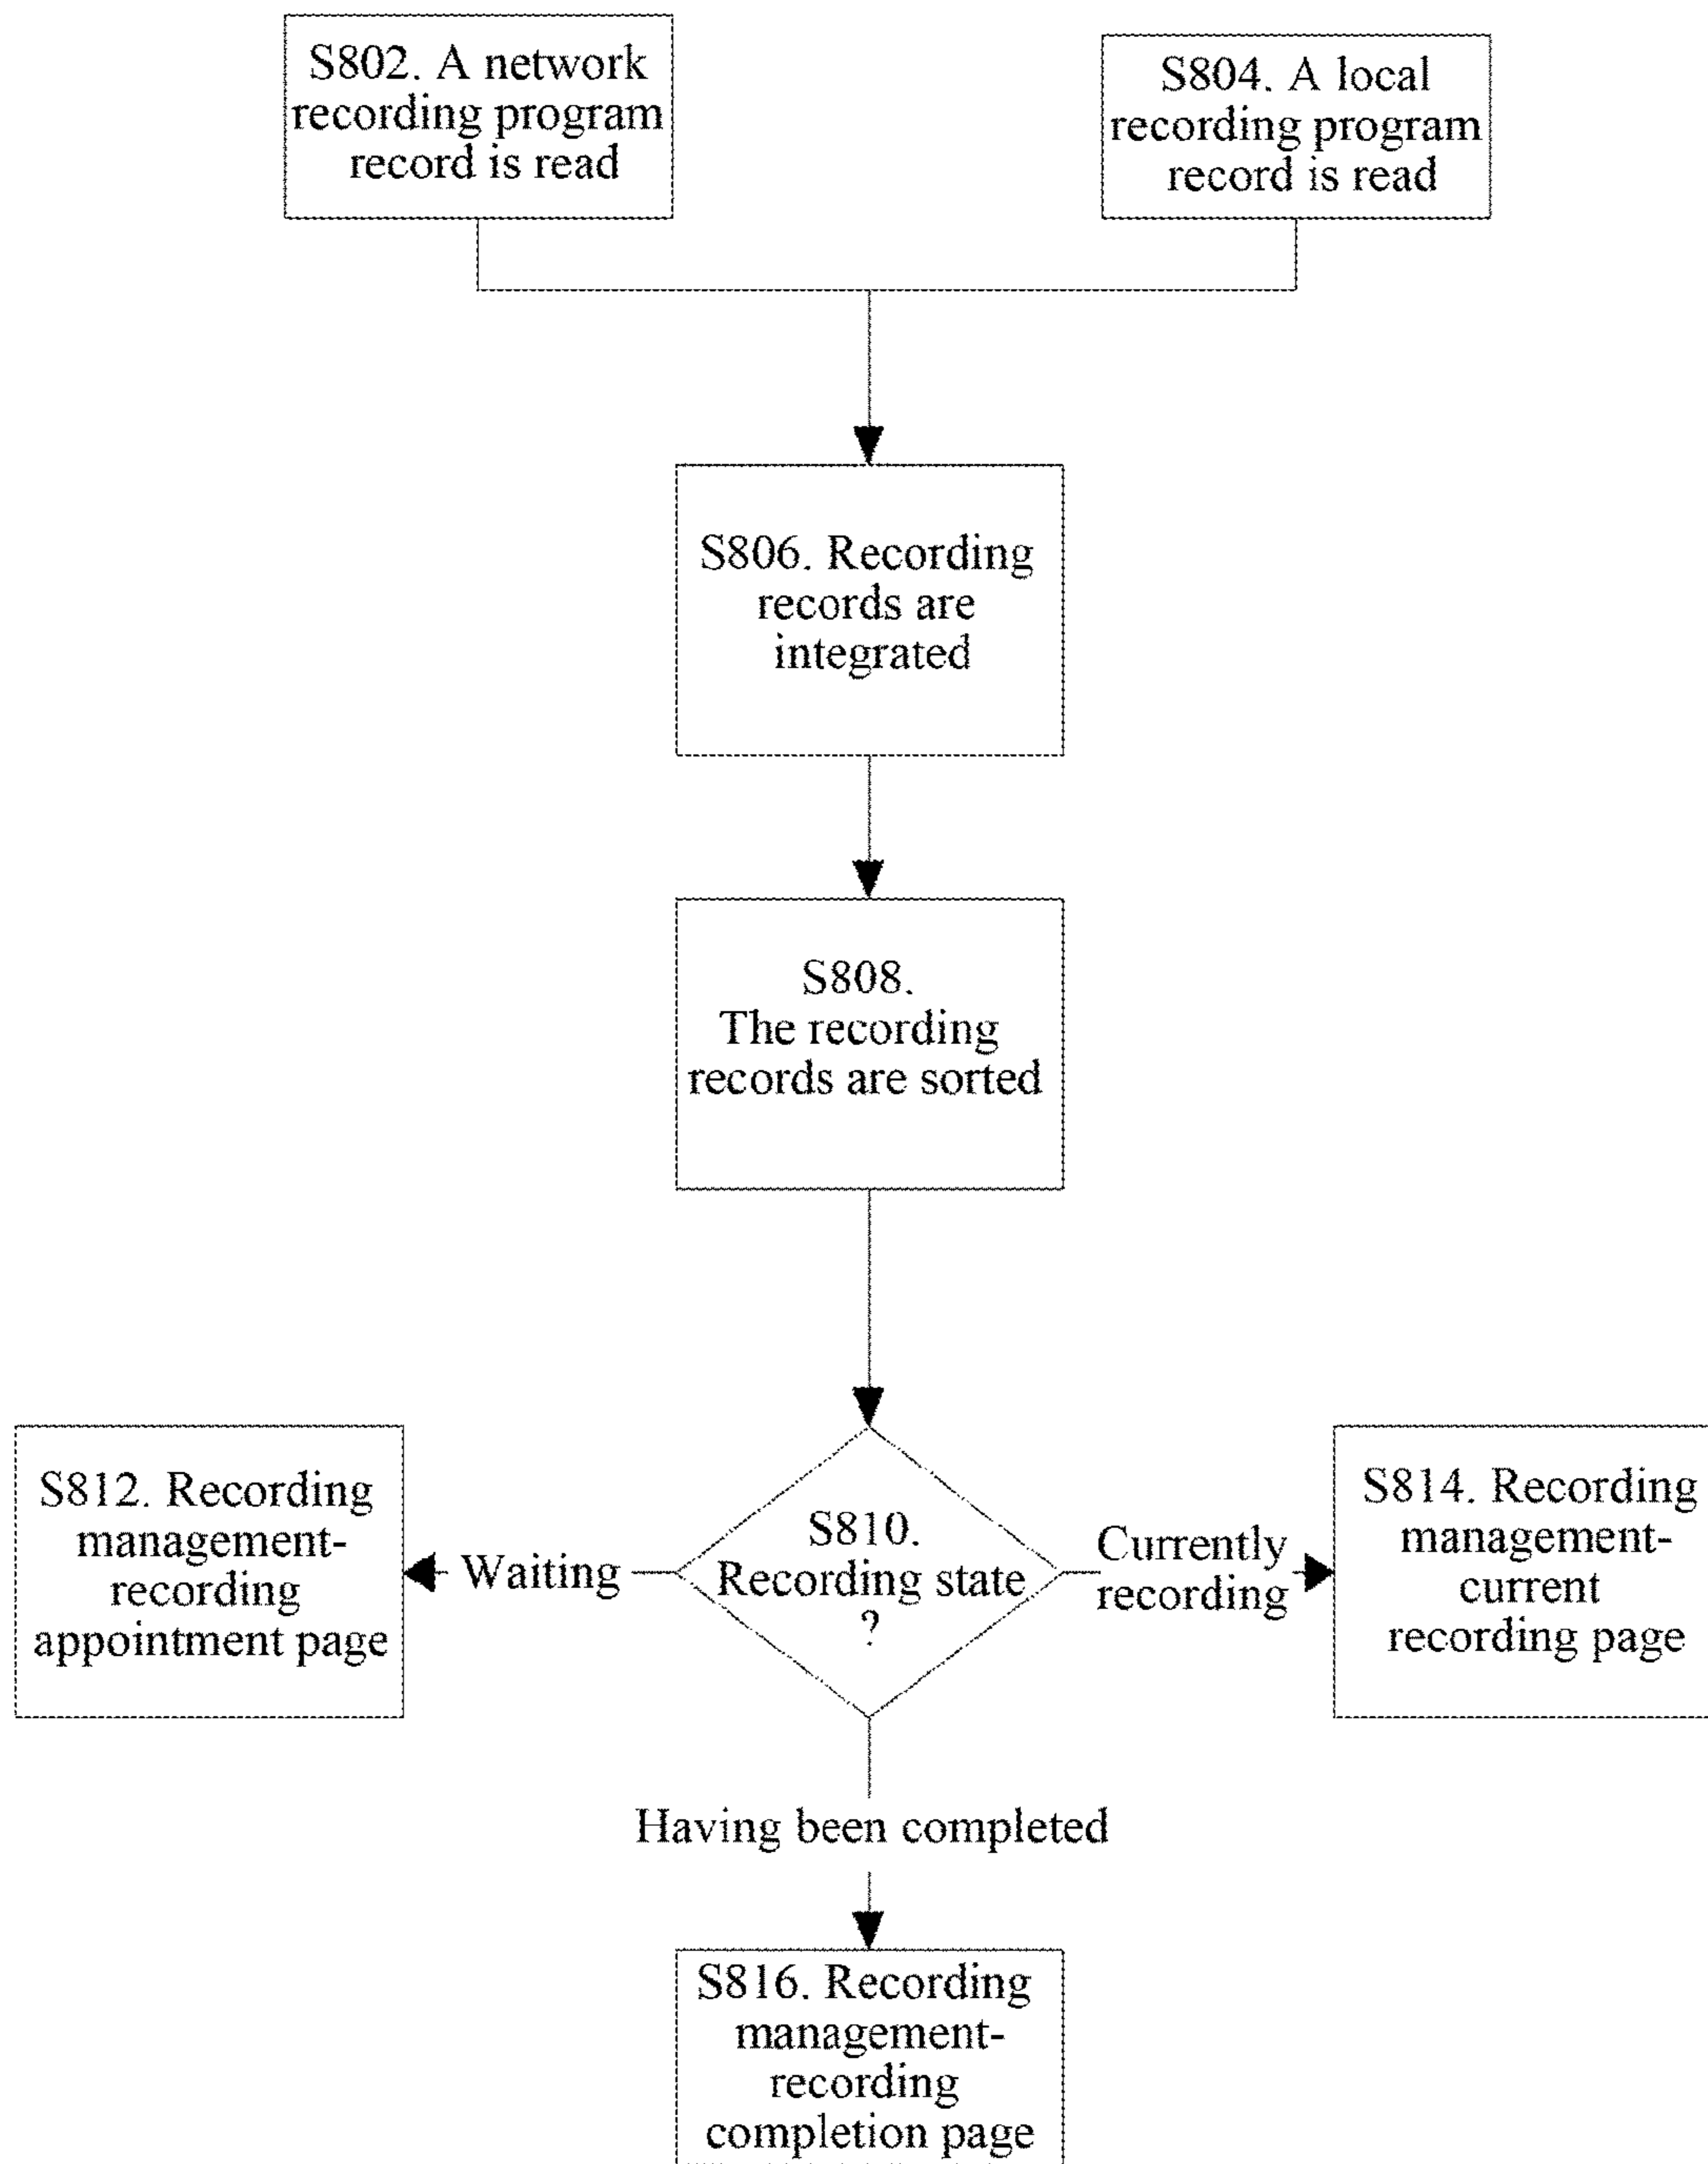 S802. A network
recording program
record is read
S804. A local
recording program
record is read
S806. Recording
records are
integrated
S808.
The recording
records are sorted
S812. Recording
management-
recording
appointment page
Waiting
S810.
Recording state
?
Currently
recording
S814. Recording
management-
current
recording page
Having been completed
S816. Recording
management-
recording
completion page